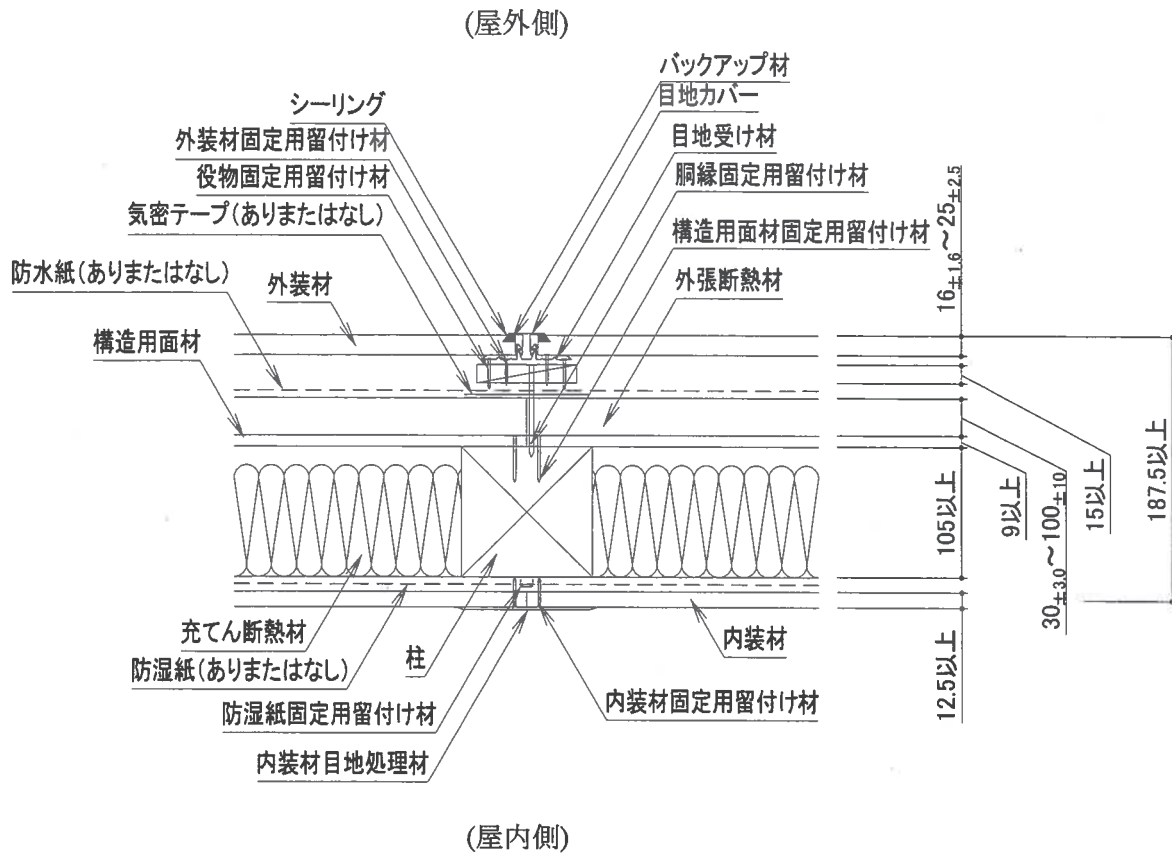 (屋外側)
バックアップ材
目地カバー
シーリング
目地受け材
外装材固定用留付け材
役物固定用留付け材
胴縁固定用留付け材
気密テープ(ありまたはなし)
構造用面材固定用留付け材
防水紙(ありまたはなし)
外装材
外張断熱材
構造用面材
16±1.6~25±2.5
187.5以上
15以上
30±3.0~100±10
9以上
105以上
12.5以上
充てん断熱材
柱
内装材
防湿紙(ありまたはなし)
防湿紙固定用留付け材
内装材固定用留付け材
内装材目地処理材
(屋内側)